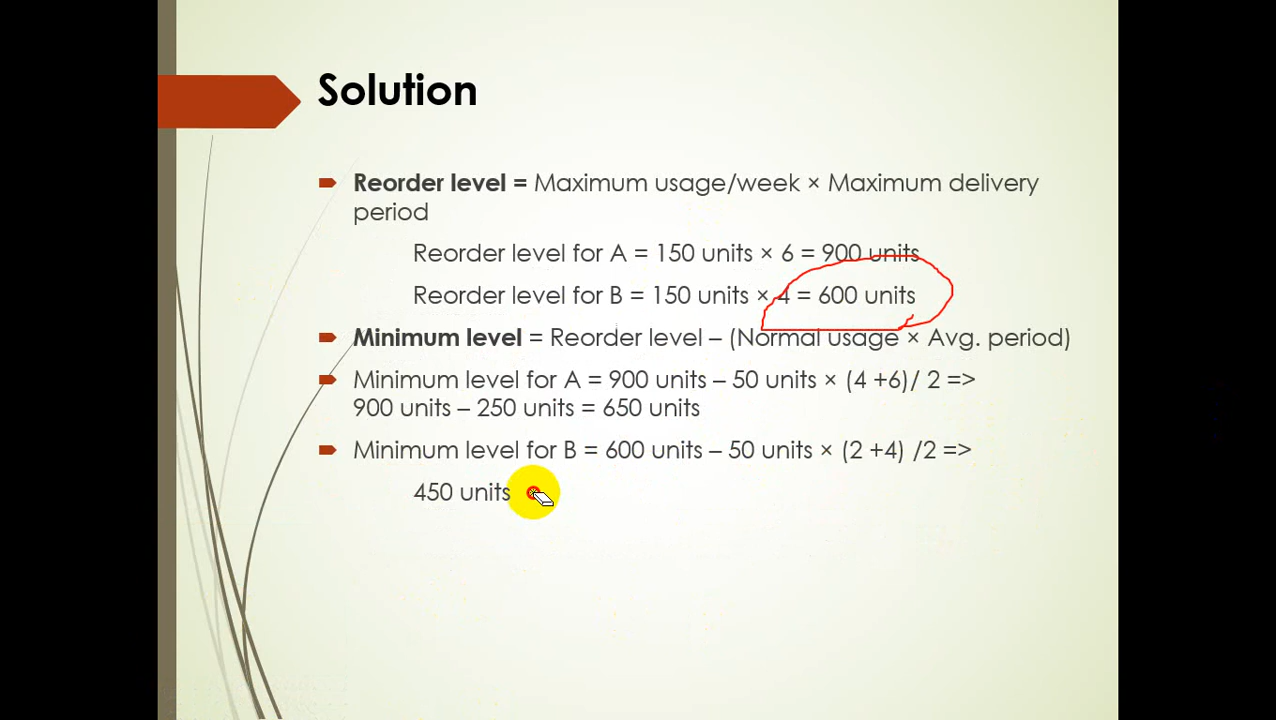 Solution
Reorder level = Maximum usage/week × Maximum delivery
period
Reorder level for A = 150 units × 6 = 900 units
Reorder level for B = 150 units × 4 = 600 units
Minimum level = Reorder level – (Normal usage × Avg. period)
Minimum level for A = 900 units – 50 units × (4 +6)/ 2 =>
900 units – 250 units = 650 units
Minimum level for B = 600 units – 50 units × (2 +4) /2 =>
450 units